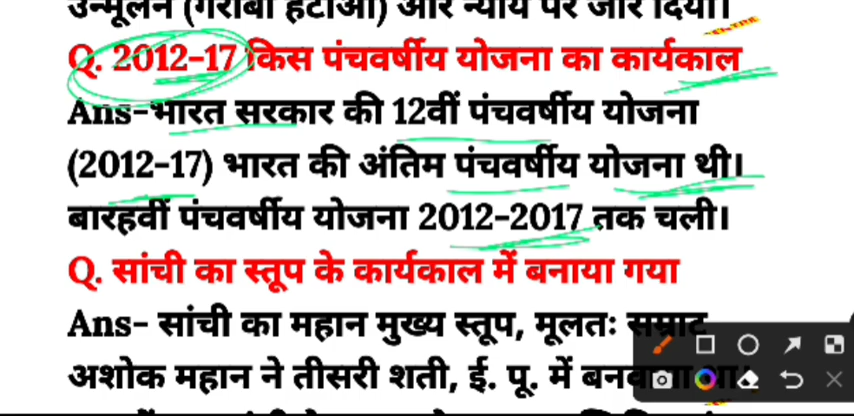 उन्मूलन (गरीबी हटाओ) और न्याय पर जोर दिया।
Q. 2012-17 किस पंचवर्षीय योजना का कार्यकाल
Ans-भारत सरकार की 12वीं पंचवर्षीय योजना
(2012-17) भारत की अंतिम पंचवर्षीय योजना थी।
बारहवीं पंचवर्षीय योजना 2012-2017 तक चली।
Q. सांची का स्तूप के कार्यकाल में बनाया गया
Ans- सांची का महान मुख्य स्तूप, मूलतः सम्राट
अशोक महान ने तीसरी शती, ई. पू. में बनवाया था।